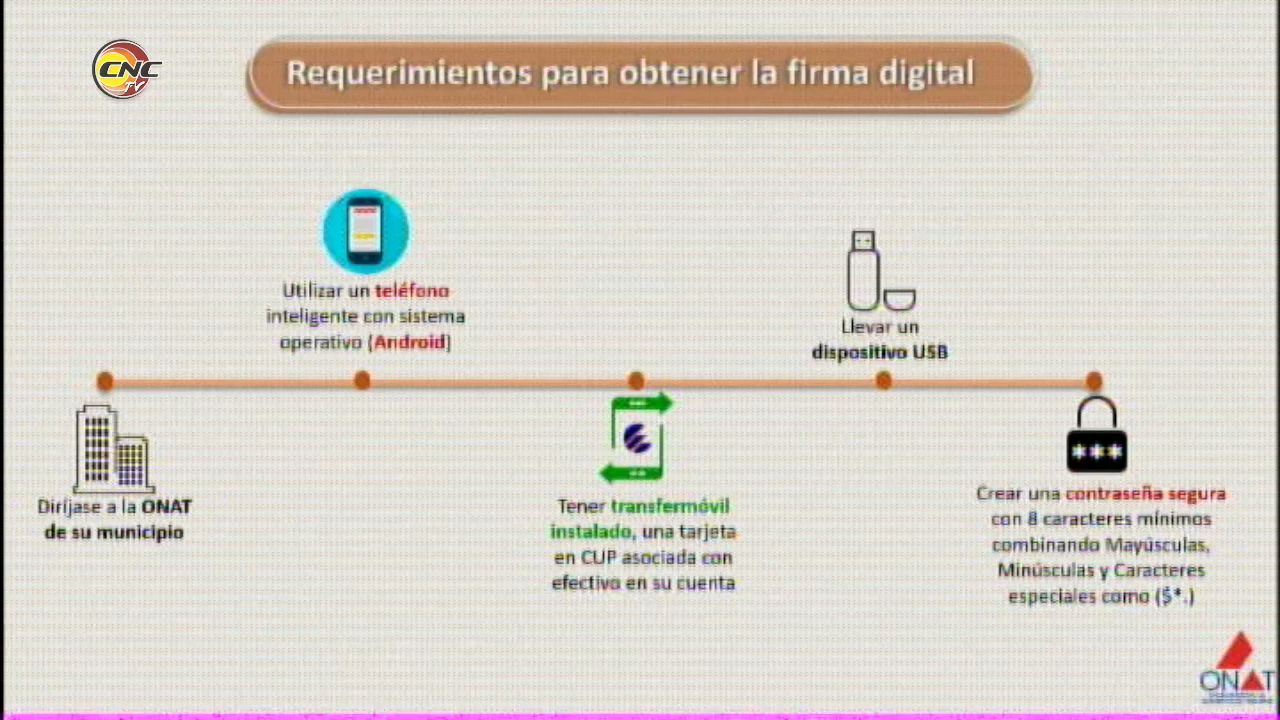 CNC
TV
Requerimientos para obtener la firma digital
Utilizar un teléfono
inteligente con sistema
operativo (Android)
Llevar un
dispositivo USB
Diríjase a la ONAT
de su municipio
Tener transfermóvil
instalado, una tarjeta
en CUP asociada con
efectivo en su cuenta
***
Crear una contraseña segura
con 8 caracteres mínimos
combinando Mayúsculas,
Minúsculas y Caracteres
especiales como ($*.)
ONAT